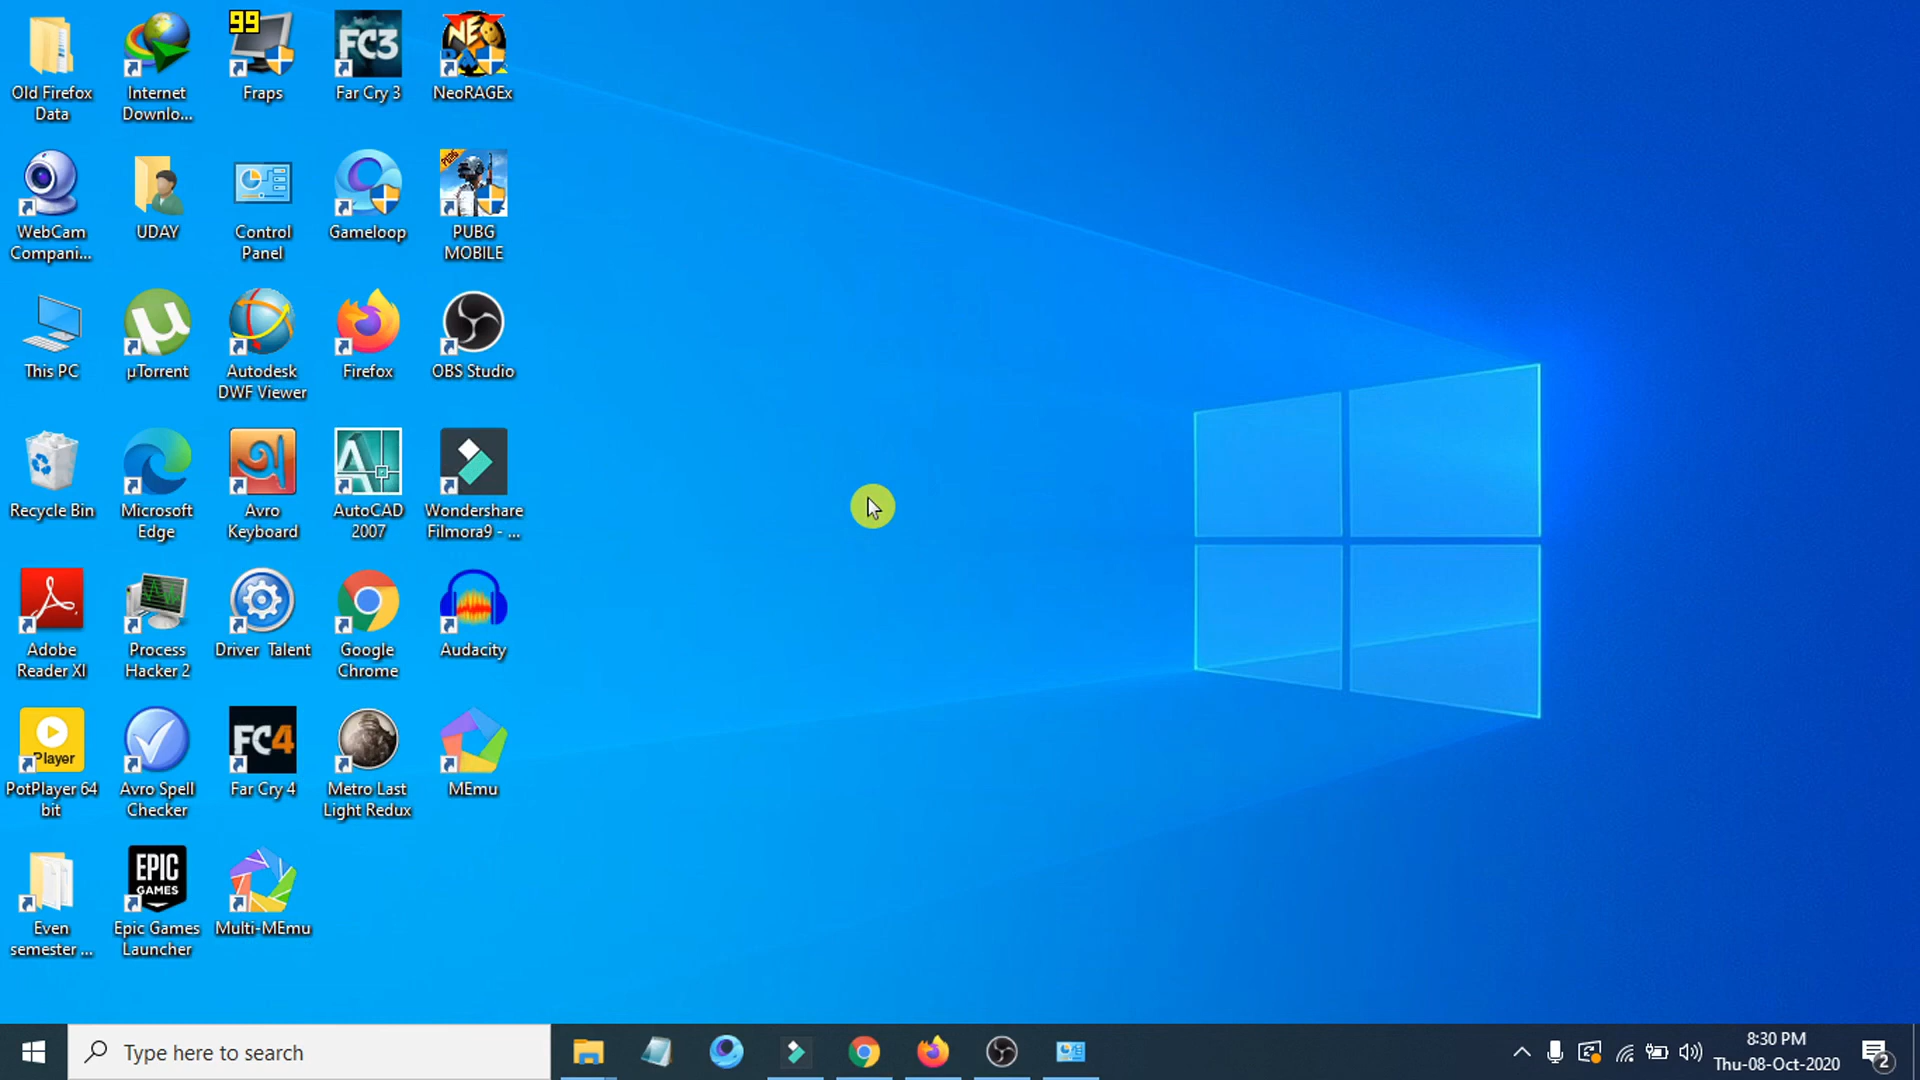 Old Firefox
Data
Internet
Downlo...
99
Fraps
FC3
Far Cry 3
NEO
NeoRAGEx
WebCam
Compani...
UDAY
Control
Panel
Gameloop
PUBG
PUBG
MOBILE
This PC
µTorrent
Autodesk
DWF Viewer
Firefox
OBS Studio
Recycle Bin
Microsoft
Edge
Avro
Keyboard
AutoCAD
2007
Wondershare
Filmora9 - ...
Adobe
Reader XI
Process
Hacker 2
Driver Talent
Google
Chrome
Audacity
Player
PotPlayer 64
bit
Avro Spell
Checker
FC4
Far Cry 4
Metro Last
Light Redux
MEmu
Even
semester ...
EPIC
GAMES
Epic Games
Launcher
Multi-MEmu
Type here to search
8:30 PM
Thu-08-Oct-2020
2